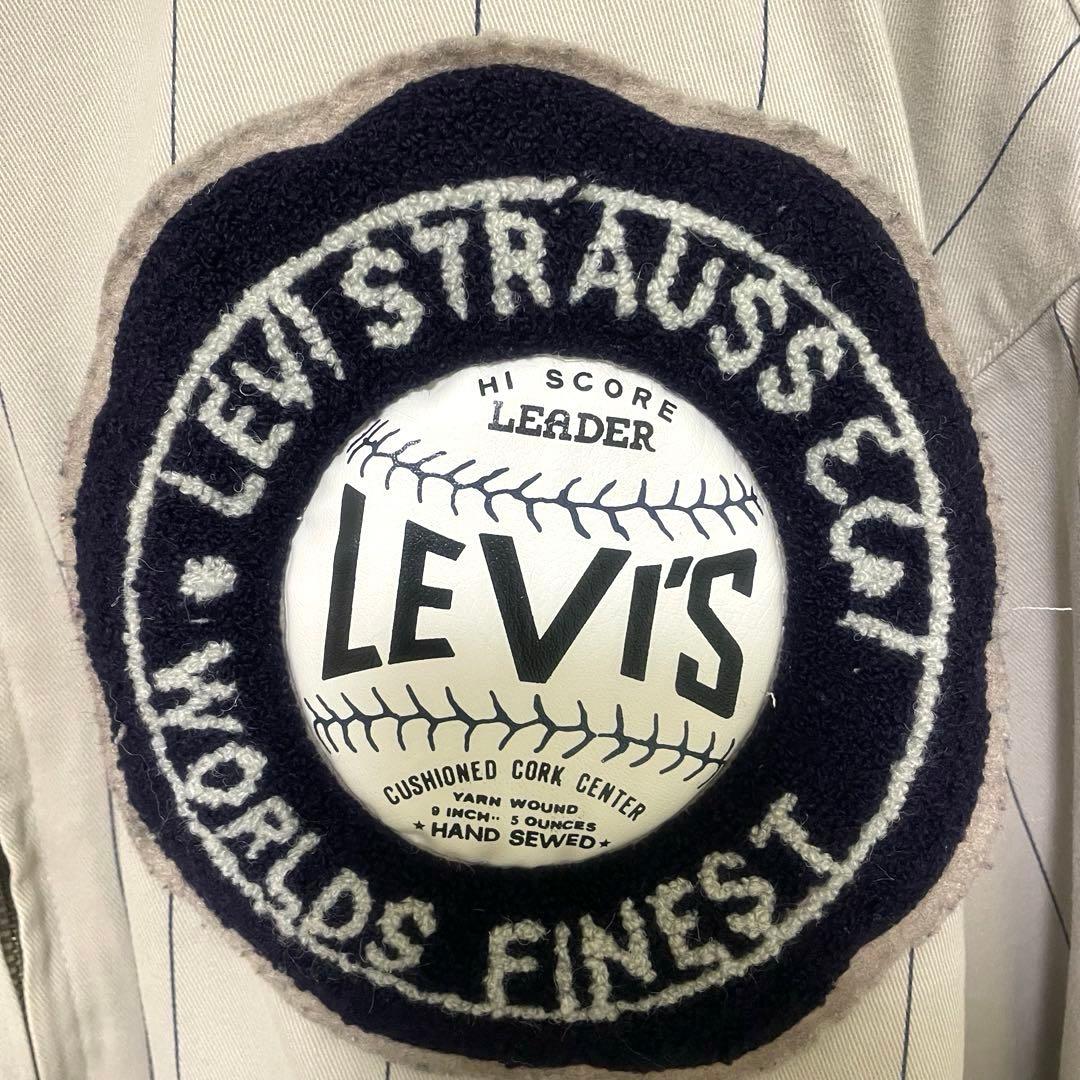 LEVI STRAUSS & CO
HI SCORE
LEADER
LEVI'S
CUSHIONED CORK CENTER
YARN WOUND
9 INCH·· 5 OUNCES
★HAND SEWED★
WORLDS FINEST